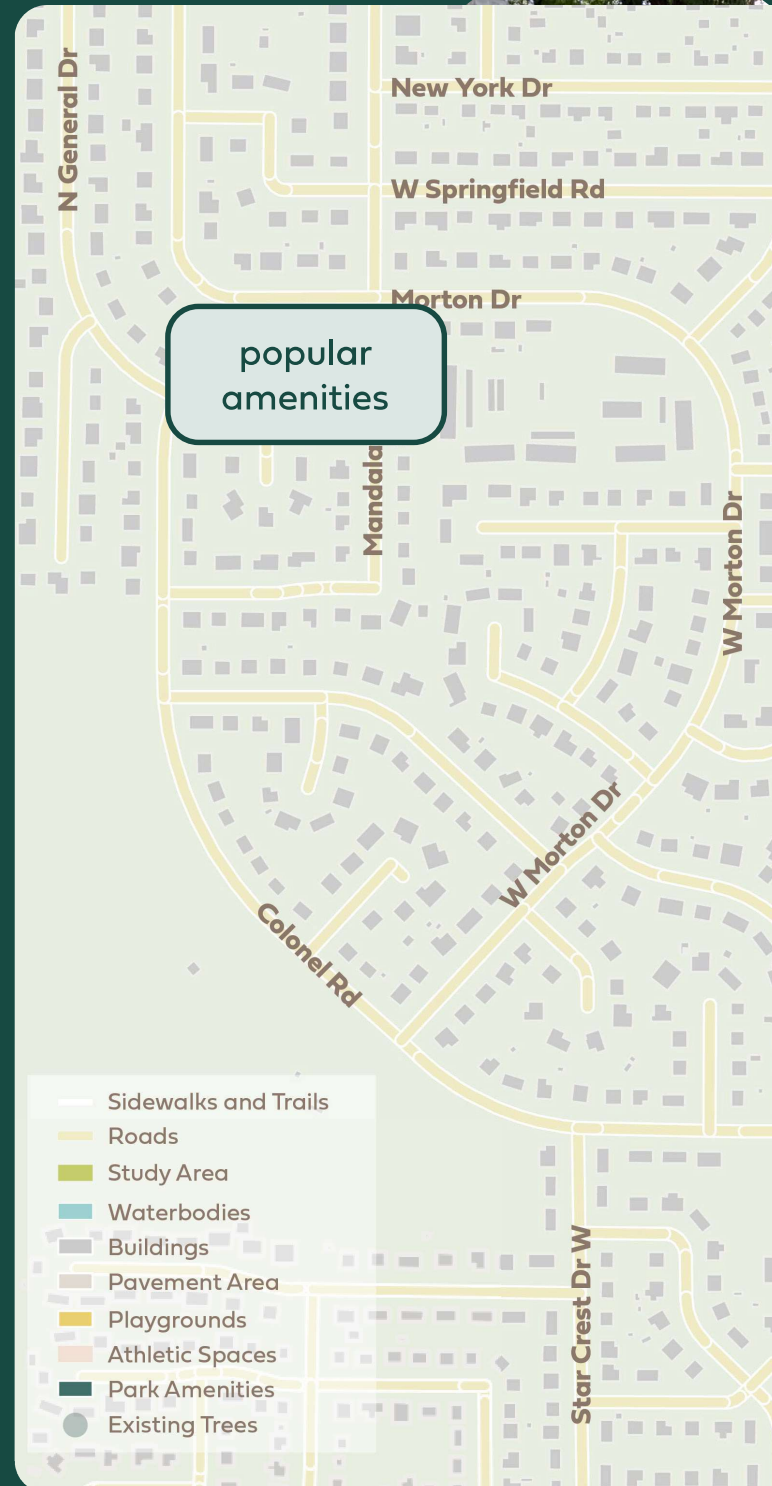 N General Dr
New York Dr
W Springfield Rd
Morton Dr
popular
amenities
Mandala
W Morton Dr
W Morton Dr
Colonel Rd
Star Crest Dr W
Sidewalks and Trails
Roads
Study Area
Waterbodies
Buildings
Pavement Area
Playgrounds
Athletic Spaces
Park Amenities
Existing Trees